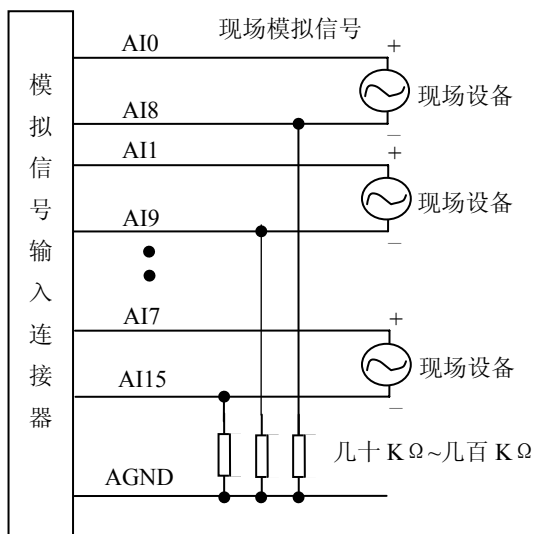 模拟信号输入连接器
现场模拟信号
AI0
+
现场设备
AI8
−
AI1
+
现场设备
AI9
−
AI7
+
现场设备
AI15
−
几十 KΩ~几百 KΩ
AGND